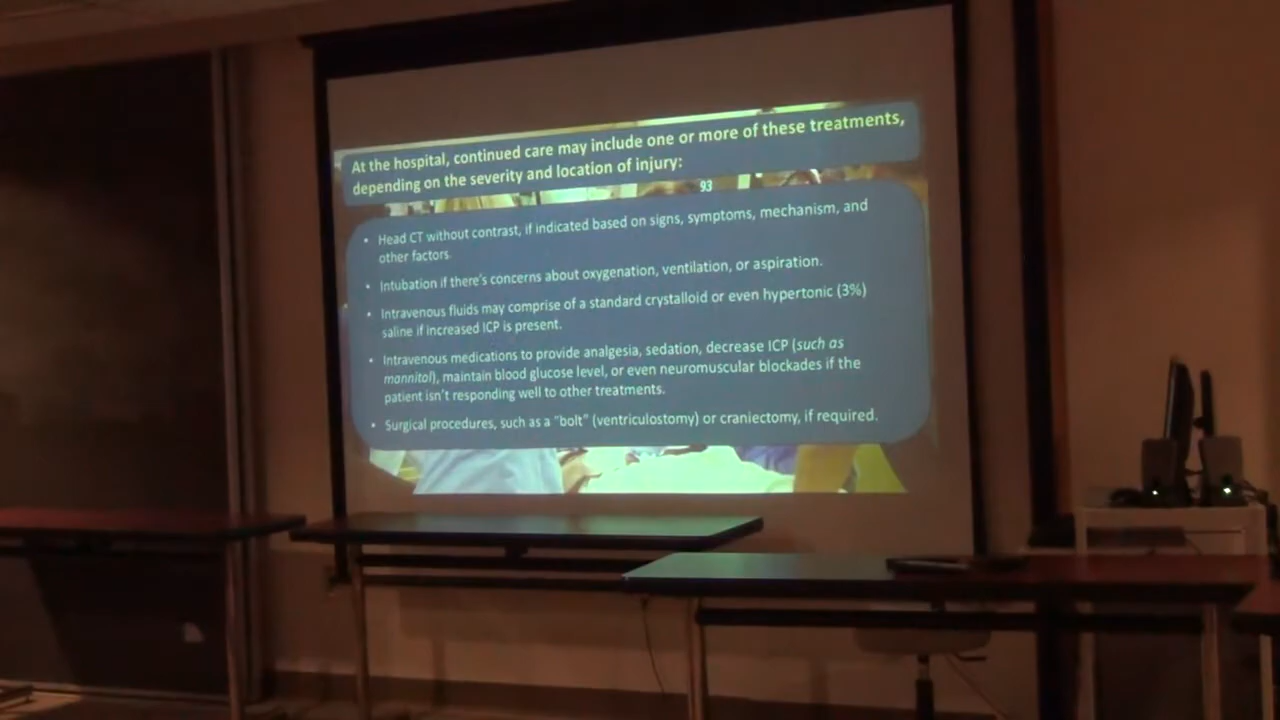 At the hospital, continued care may include one or more of these treatments,
depending on the severity and location of injury:
93
• Head CT without contrast, if indicated based on signs, symptoms, mechanism, and
other factors.
• Intubation if there's concerns about oxygenation, ventilation, or aspiration.
• Intravenous fluids may comprise of a standard crystalloid or even hypertonic (3%)
saline if increased ICP is present.
• Intravenous medications to provide analgesia, sedation, decrease ICP (such as
mannitol), maintain blood glucose level, or even neuromuscular blockades if the
patient isn't responding well to other treatments.
• Surgical procedures, such as a "bolt" (ventriculostomy) or craniectomy, if required.